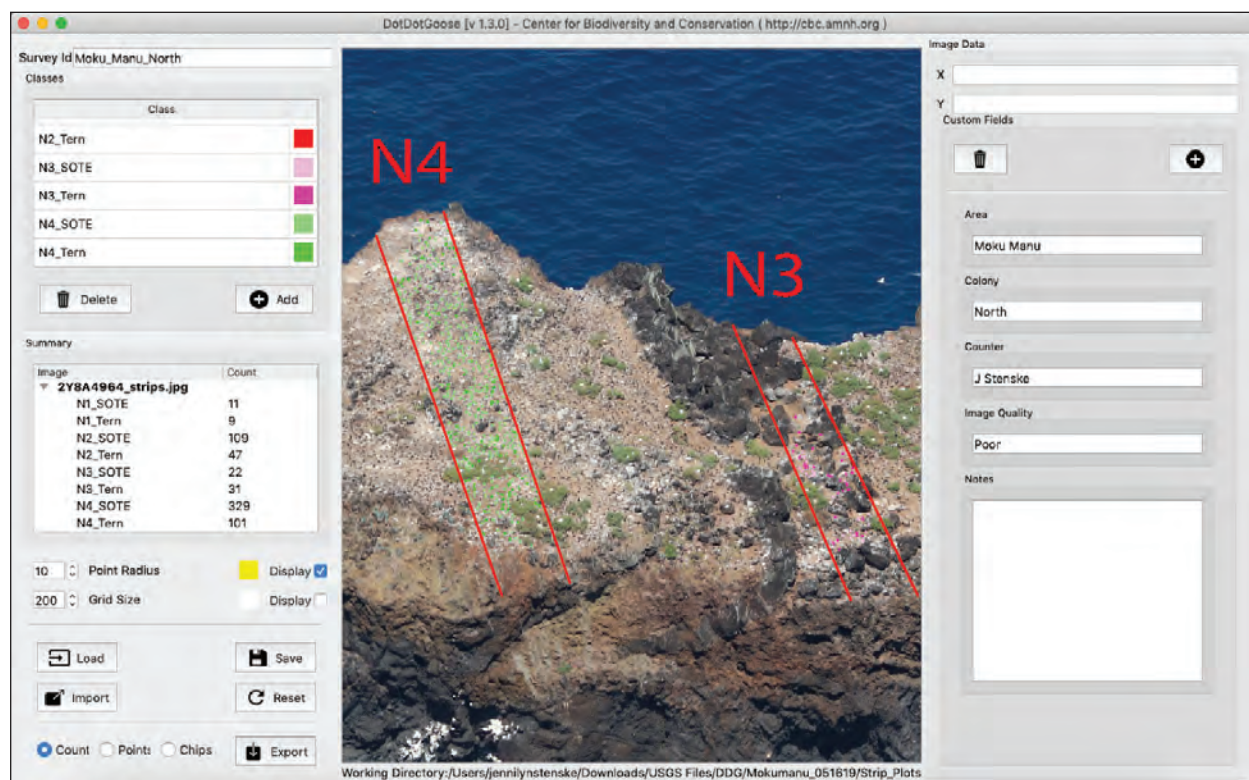 DotDotGoose [v 1.3.0] - Center for Biodiversity and Conservation ( http://cbc.amnh.org )
Survey Id Moku_Manu_North
Classes
Class
N2_Tern
N3_SOTE
N3_Tern
N4_SOTE
N4_Tern
Delete
Add
Summary
Image Count
2Y8A4964_strips.jpg
N1_SOTE 11
N1_Tern 9
N2_SOTE 109
N2_Tern 47
N3_SOTE 22
N3_Tern 31
N4_SOTE 329
N4_Tern 101
10 Point Radius Display
200 Grid Size Display
Load
Save
Import
Reset
Count Points Chips Export
N4
N3
Working Directory:/Users/jennilynstenske/Downloads/USGS Files/DDG/Mokumanu_051619/Strip_Plots
Image Data
X
Y
Custom Fields
Area
Moku Manu
Colony
North
Counter
J Stenske
Image Quality
Poor
Notes